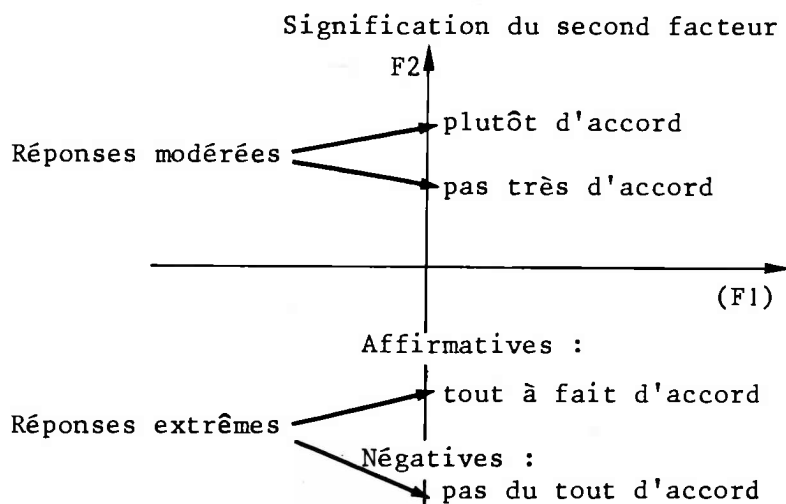 Signification du second facteur
F2
plutôt d'accord
Réponses modérées
pas très d'accord
(F1)
Affirmatives :
tout à fait d'accord
Réponses extrêmes
Négatives :
pas du tout d'accord